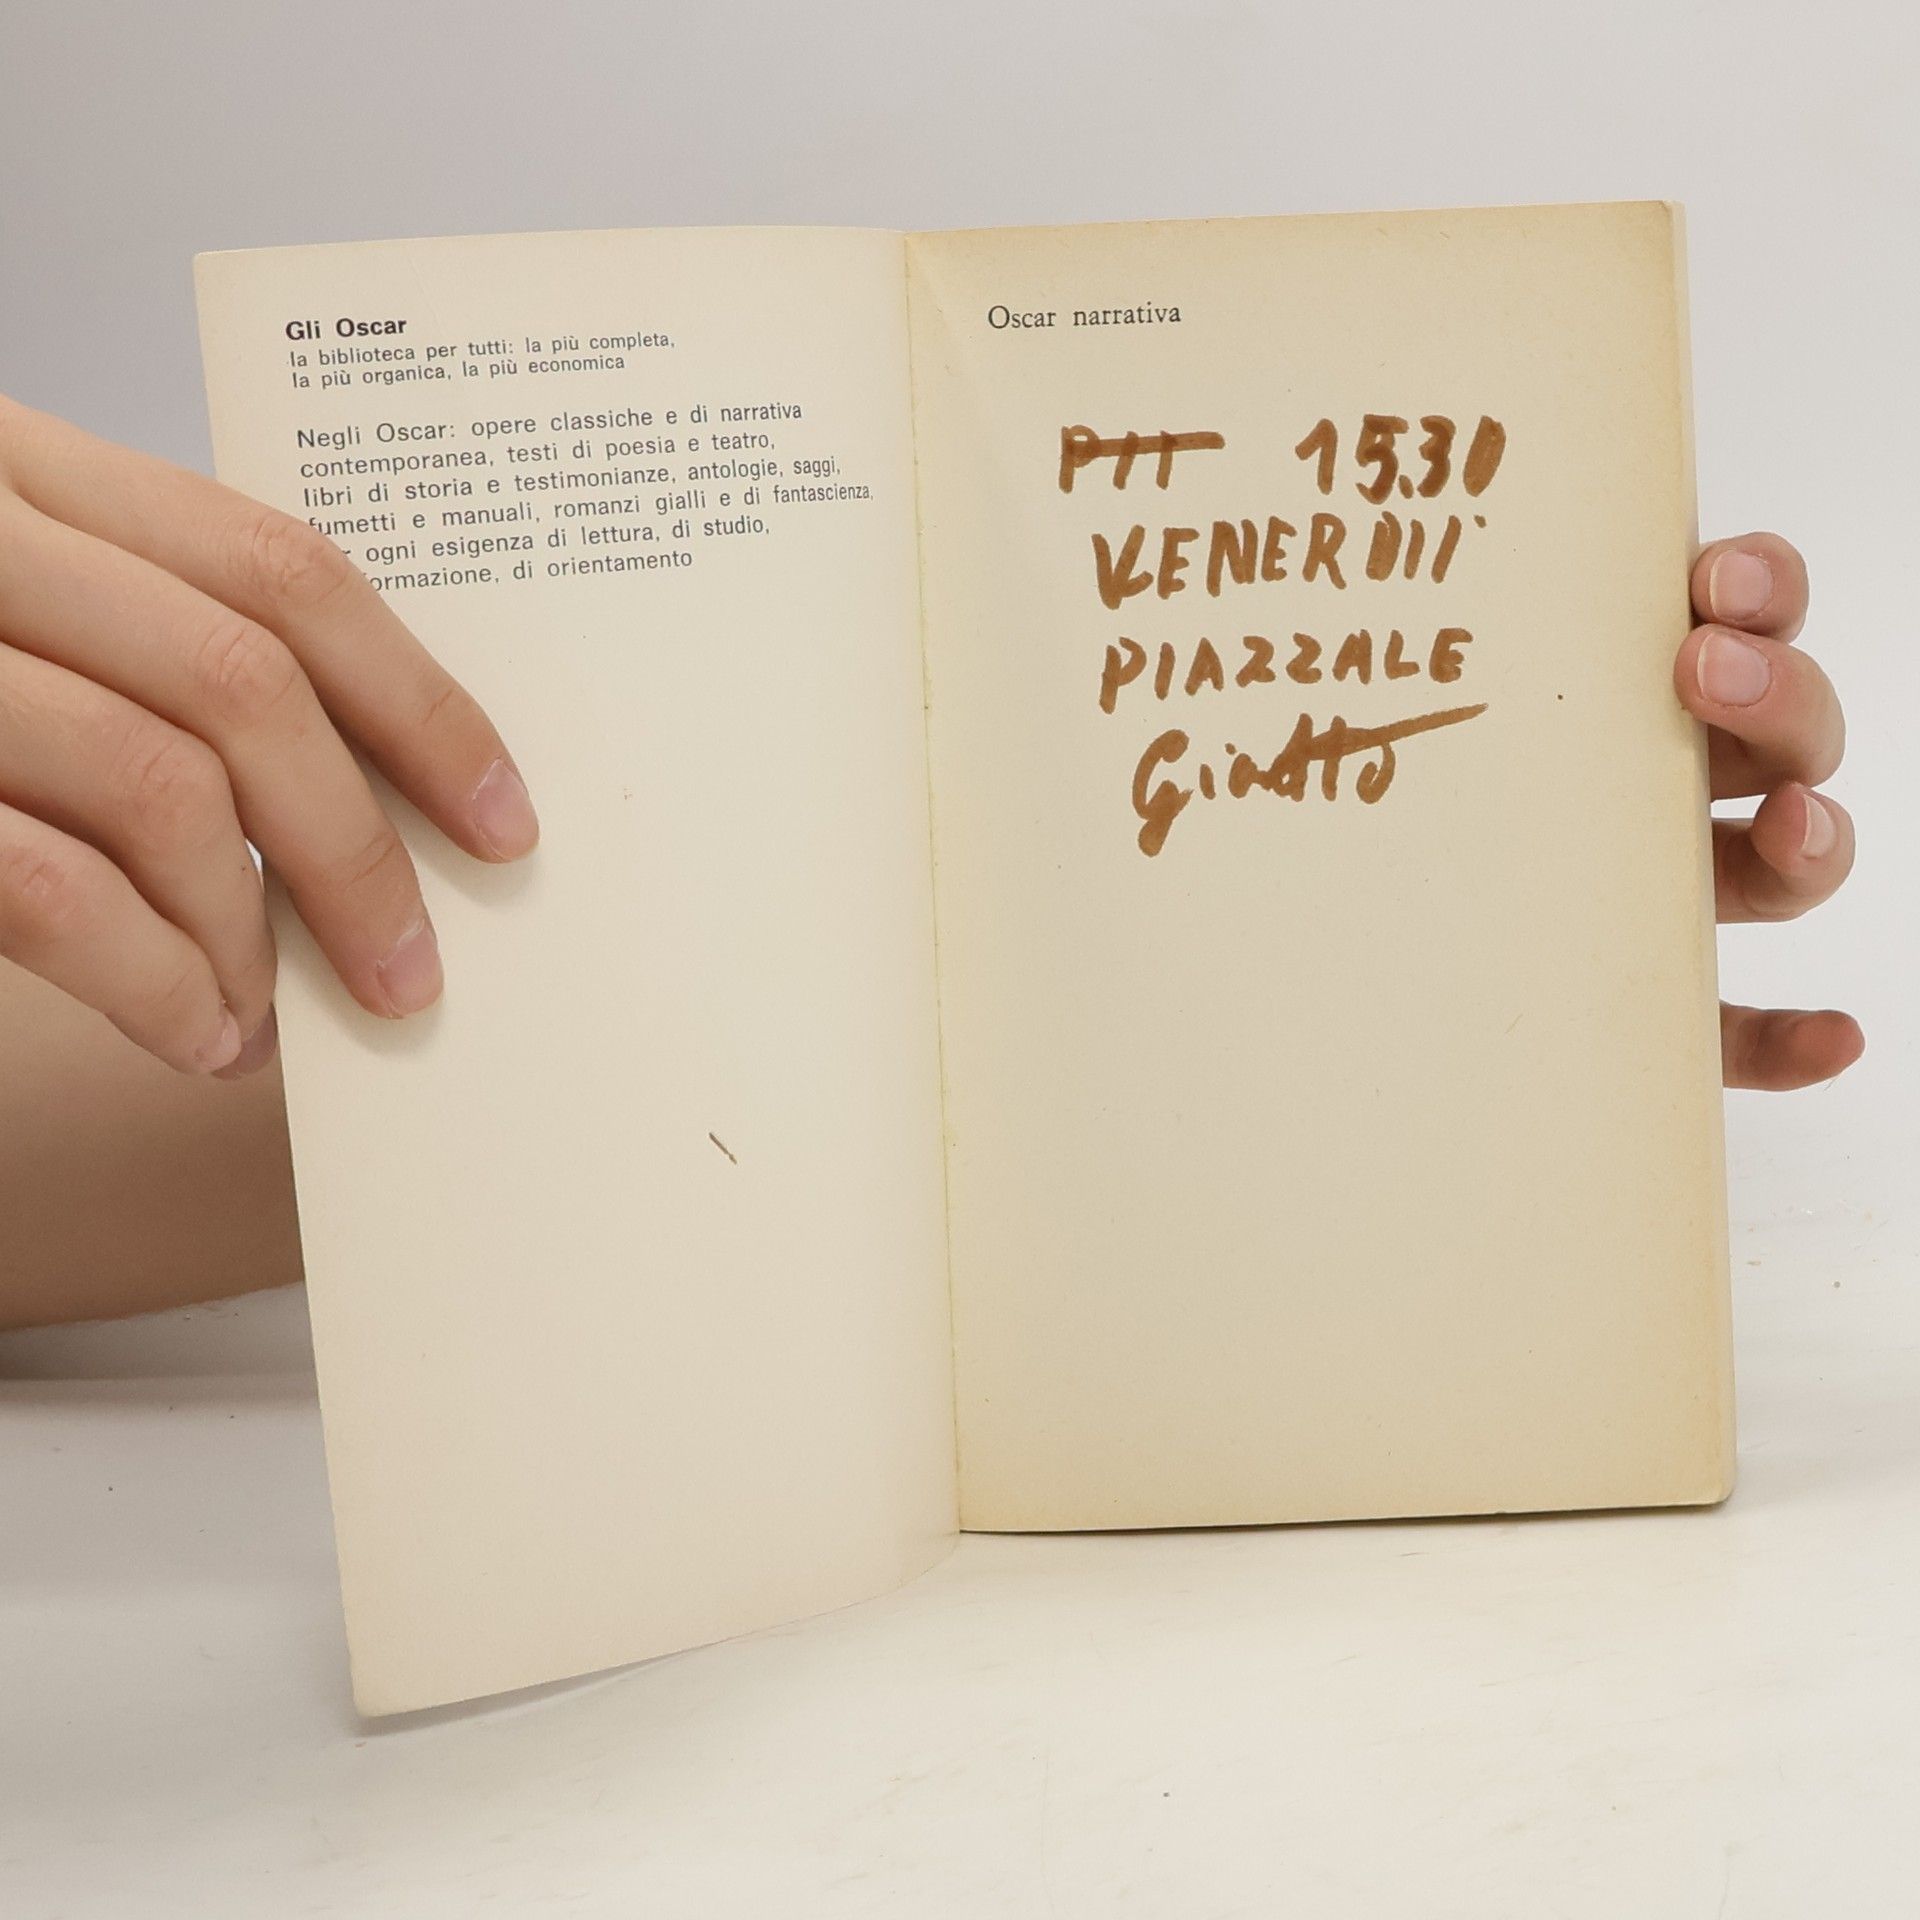 Gli Oscar
la biblioteca per tutti: la più completa,
la più organica, la più economica
Negli Oscar: opere classiche e di narrativa
contemporanea, testi di poesia e teatro,
libri di storia e testimonianze, antologie, saggi,
fumetti e manuali, romanzi gialli e di fantascienza,
ogni esigenza di lettura, di studio,
formazione, di orientamento
Oscar narrativa
15.30
VENERDII'
PIAZZALE
Giotto